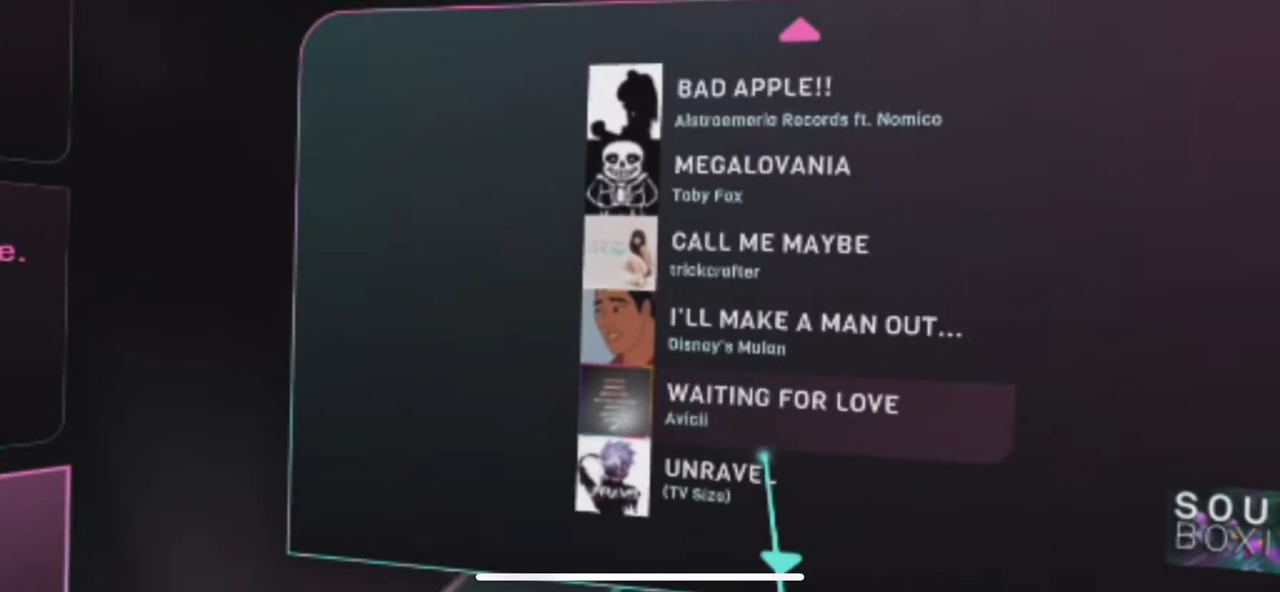 BAD APPLE!!
Alstroemeria Records ft. Nomico
MEGALOVANIA
Toby Fox
CALL ME MAYBE
trickcrafter
I'LL MAKE A MAN OUT...
Disney's Mulan
e.
WAITING FOR LOVE
Avicii
UNRAVEL
(TV Size)
SOU
BOXI